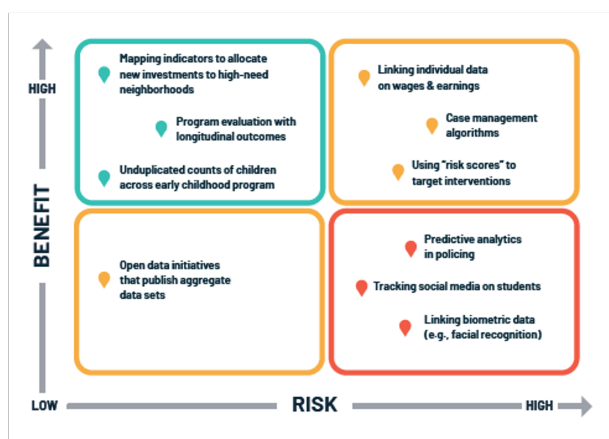 HIGH
BENEFIT
Mapping indicators to allocate
new investments to high-need
neighborhoods
Program evaluation with
longitudinal outcomes
Unduplicated counts of children
across early childhood program
Linking individual data
on wages & earnings
Case management
algorithms
Using "risk scores" to
target interventions
Open data initiatives
that publish aggregate
data sets
Predictive analytics
in policing
Tracking social media on students
Linking biometric data
(e.g., facial recognition)
LOW
RISK
HIGH